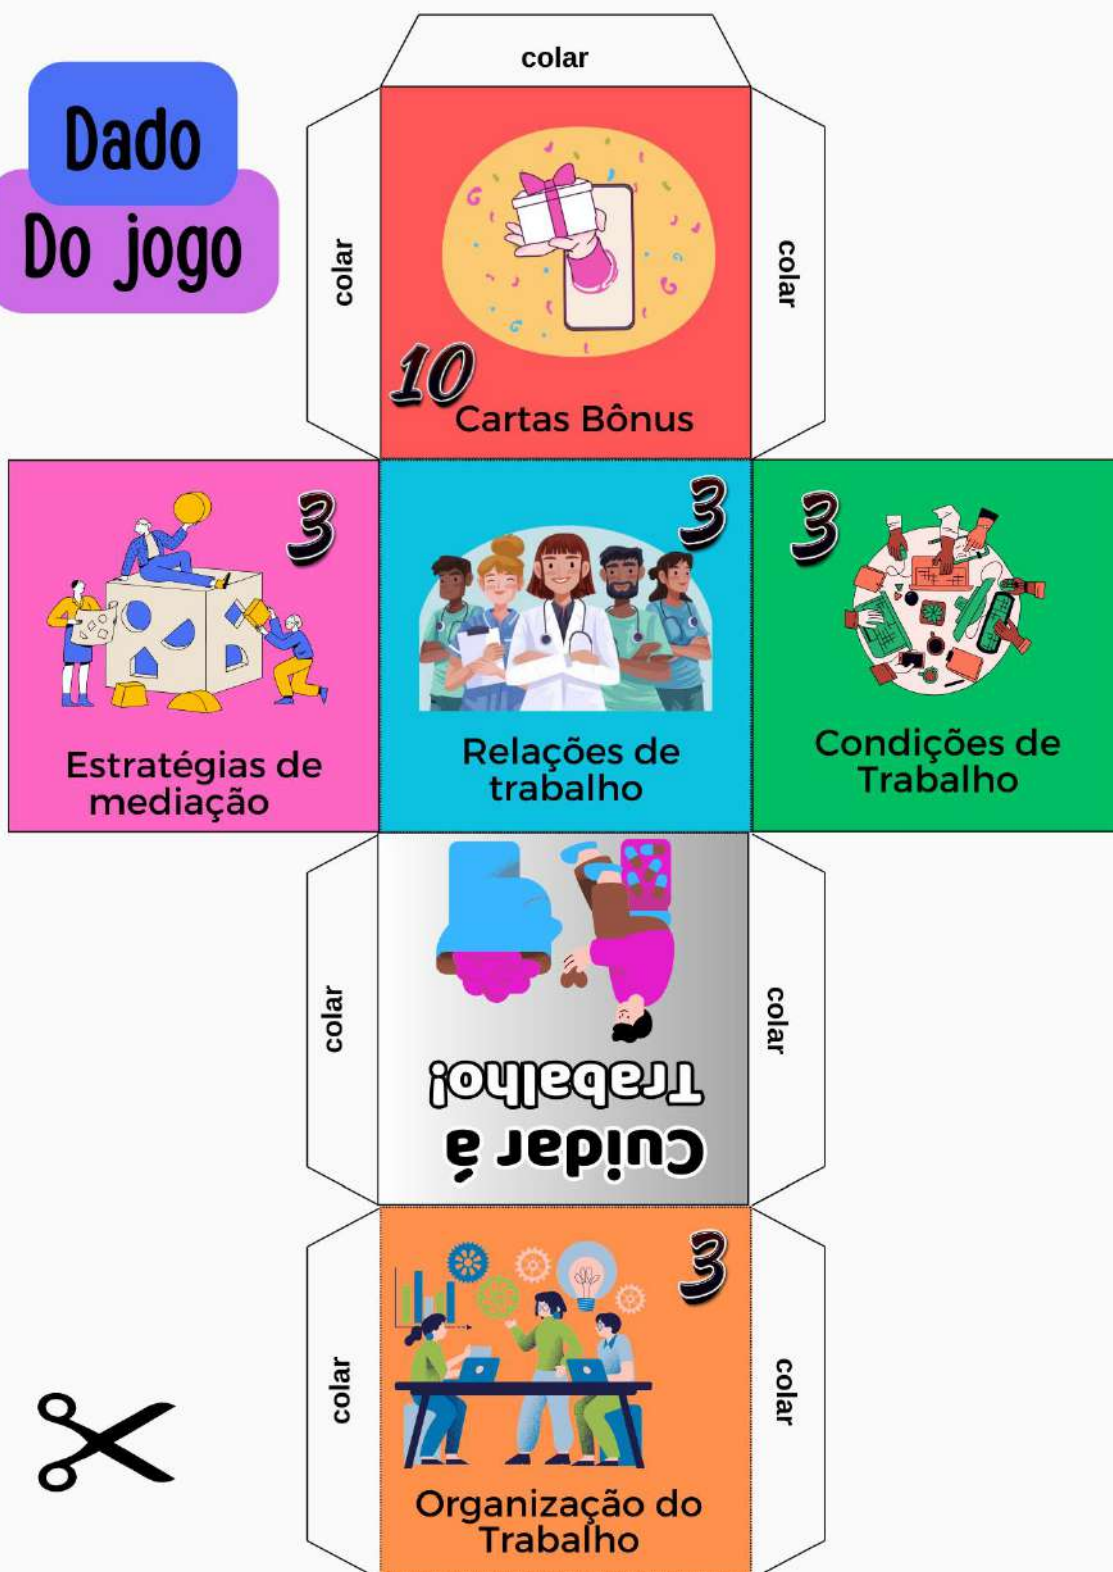 Dado
Do jogo
colar
colar
colar
10
Cartas Bônus
3
Estratégias de
mediação
3
Relações de
trabalho
3
Condições de
Trabalho
colar
colar
Cuidar á
Trabalho!
colar
colar
3
Organização do
Trabalho